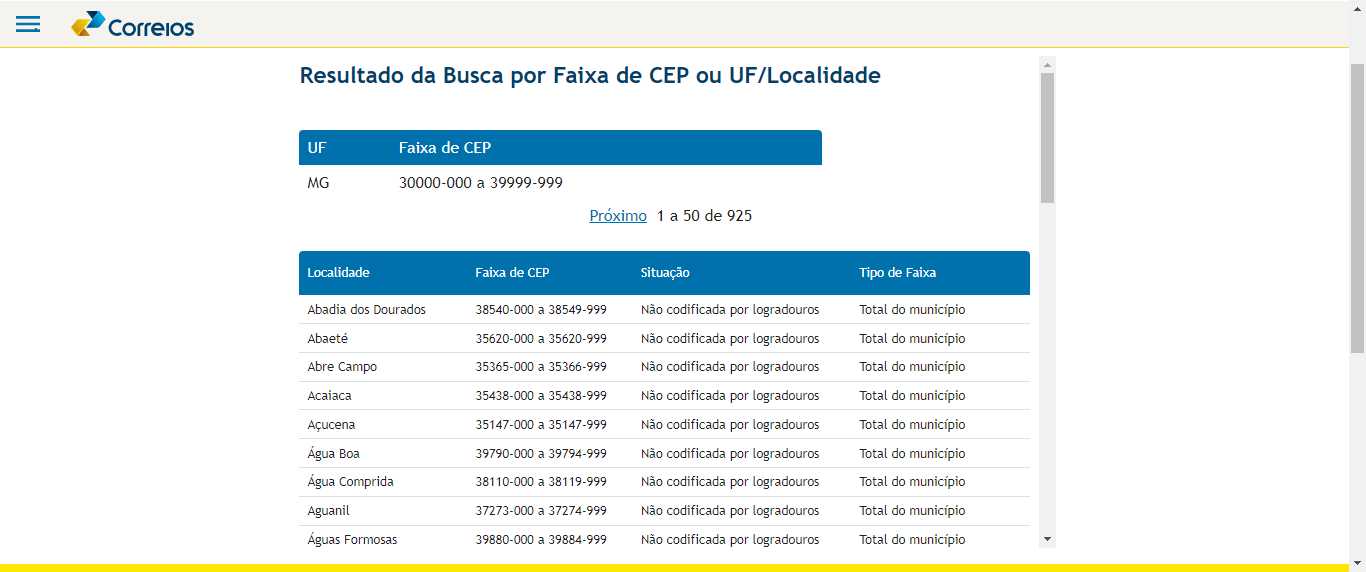 Correios
Resultado da Busca por Faixa de CEP ou UF/Localidade
UF Faixa de CEP
MG 30000-000 a 39999-999
Próximo 1 a 50 de 925
Localidade Faixa de CEP Situação Tipo de Faixa
Abadia dos Dourados 38540-000 a 38549-999 Não codificada por logradouros Total do município
Abaeté 35620-000 a 35620-999 Não codificada por logradouros Total do município
Abre Campo 35365-000 a 35366-999 Não codificada por logradouros Total do município
Acaiaca 35438-000 a 35438-999 Não codificada por logradouros Total do município
Açucena 35147-000 a 35147-999 Não codificada por logradouros Total do município
Água Boa 39790-000 a 39794-999 Não codificada por logradouros Total do município
Água Comprida 38110-000 a 38119-999 Não codificada por logradouros Total do município
Aguanil 37273-000 a 37274-999 Não codificada por logradouros Total do município
Águas Formosas 39880-000 a 39884-999 Não codificada por logradouros Total do município